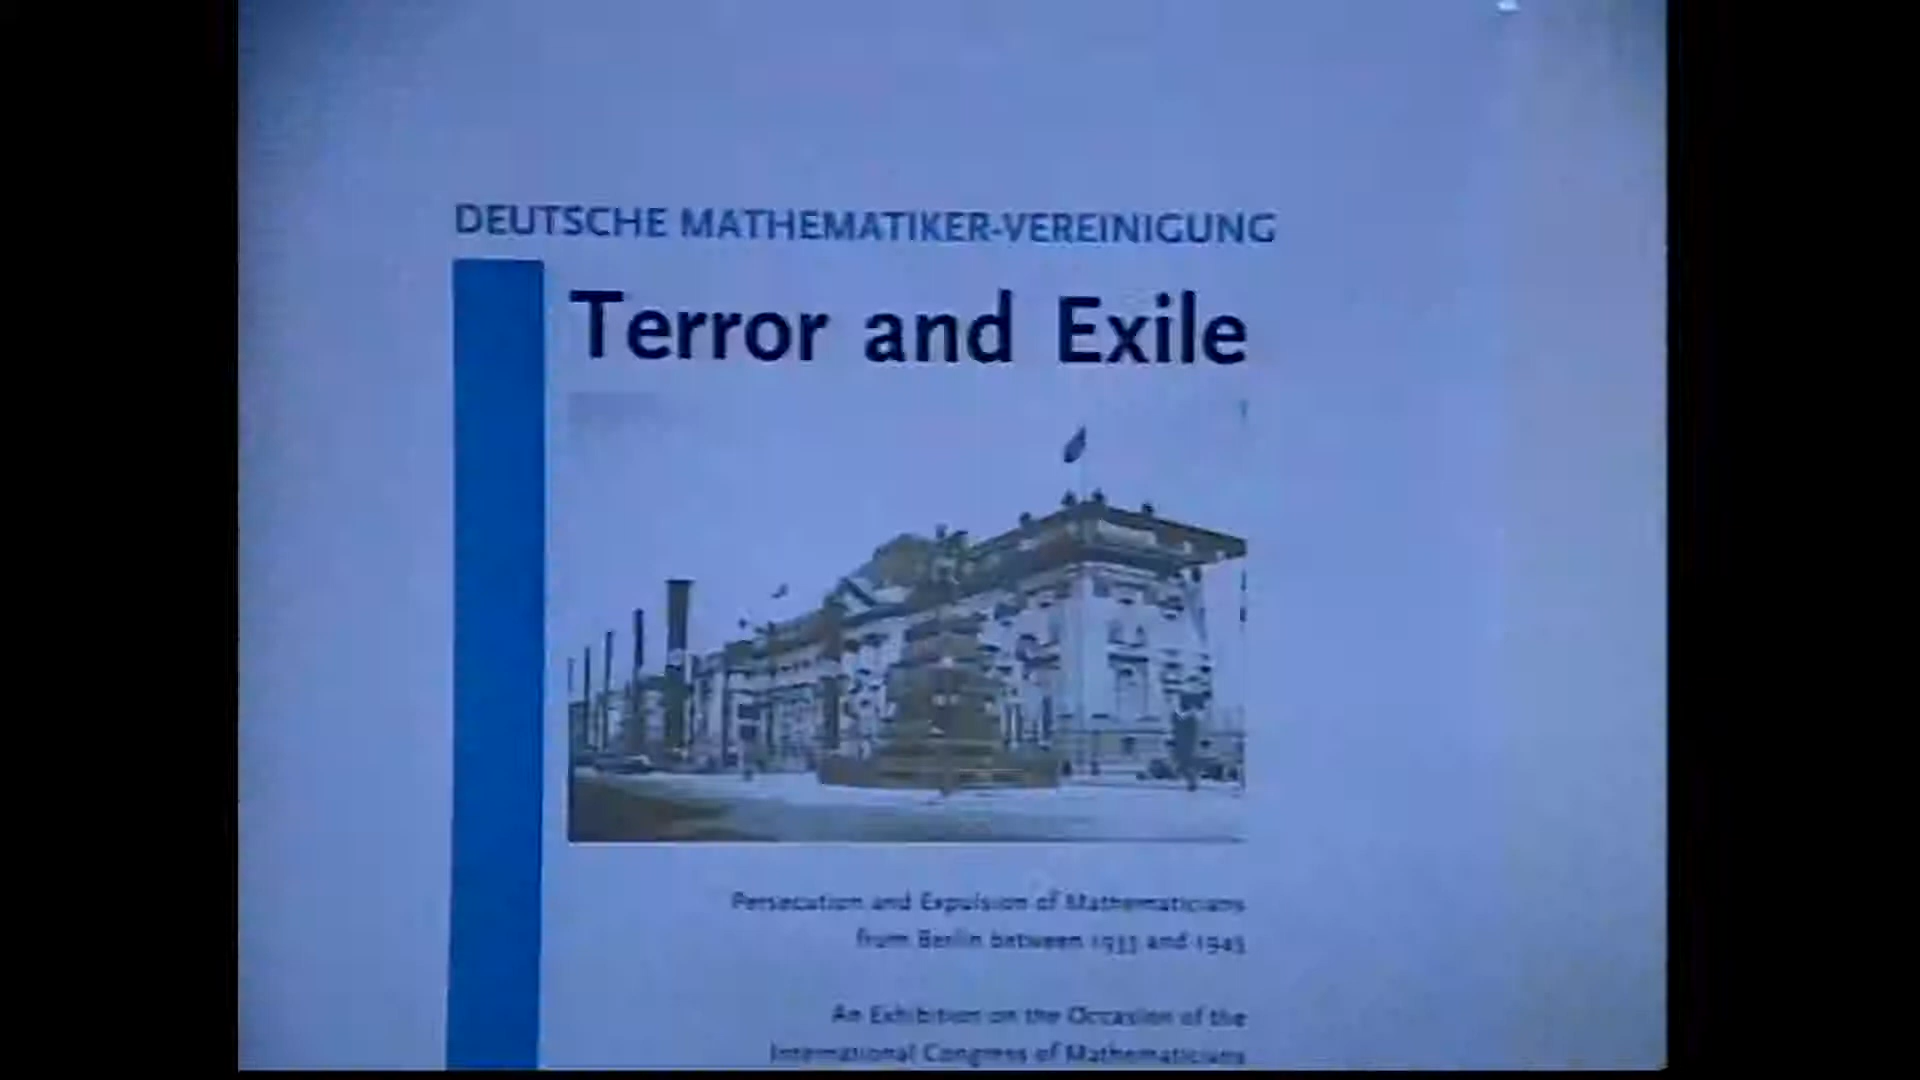 DEUTSCHE MATHEMATIKER-VEREINIGUNG
Terror and Exile
Persecution and Expulsion of Mathematicians
from Berlin between 1933 and 1945
An Exhibition on the Occasion of the
International Congress of Mathematicians